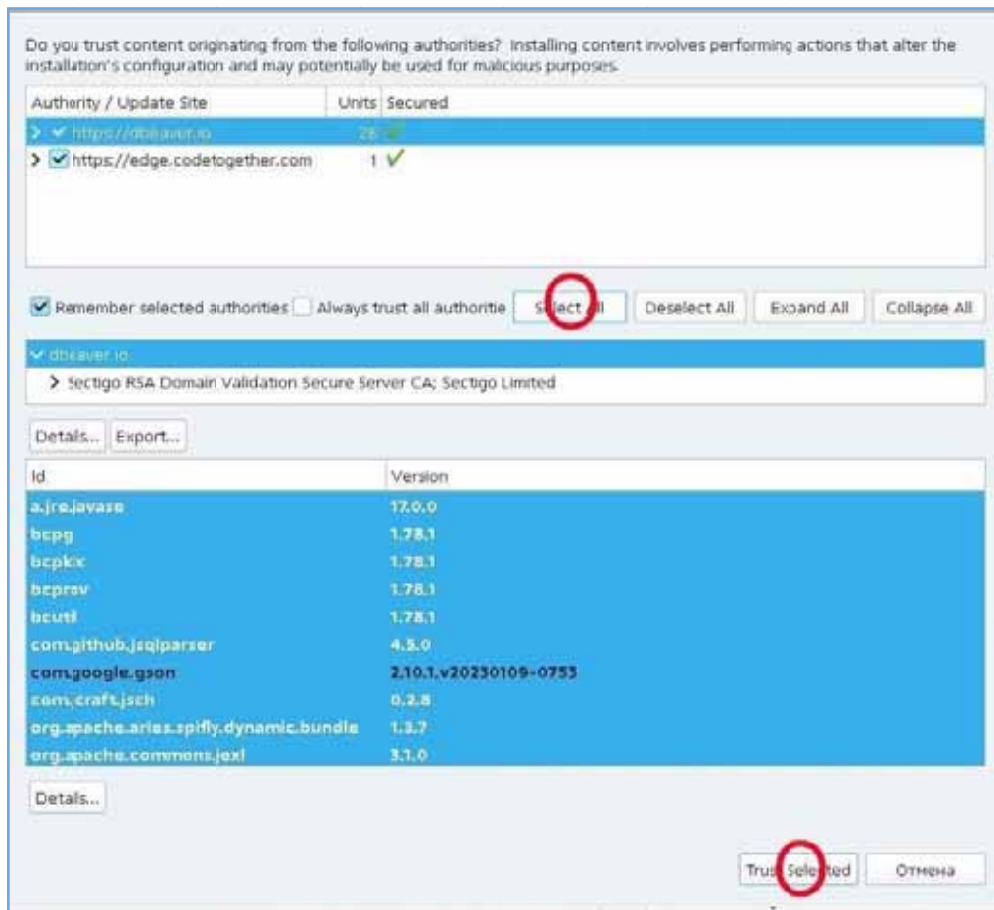 Do you trust content originating from the following authorities? Installing content involves performing actions that alter the
installation's configuration and may potentially be used for malicious purposes.
Authority / Update Site Units Secured
https://dbeaver.io 28
https://edge.codetogether.com 1
Remember selected authorities Always trust all authoritie Select All Deselect All Expand All Collapse All
dbeaver.io
Sectigo RSA Domain Validation Secure Server CA; Sectigo Limited
Details... Export...
Id Version
a.jre.javase 17.0.0
bcpg 1.78.1
bcpkix 1.78.1
bcprov 1.78.1
bcutil 1.78.1
com.github.jsqlparser 4.5.0
com.google.gson 2.10.1.v20230109-0753
com.jcraft.jsch 0.2.8
org.apache.aries.spifly.dynamic.bundle 1.3.7
org.apache.commons.jexl 3.1.0
Details...
Trust Selected Отмена